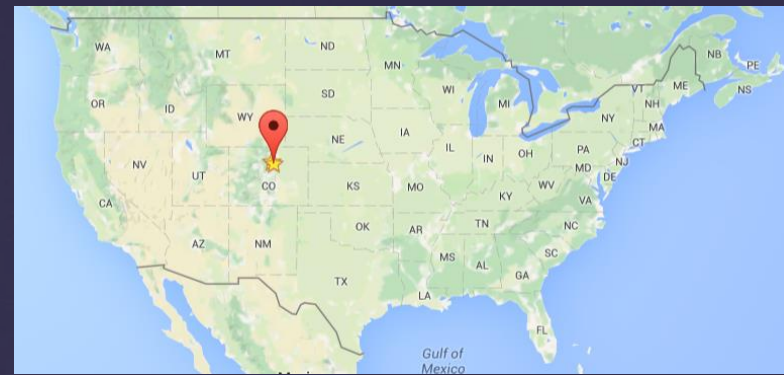 WA
MT
ND
MN
NB
PE
NS
ME
VT
NH
OR
ID
SD
WI
MI
NY
MA
CT
WY
IA
NE
IL
IN
OH
PA
NJ
MD
DE
NV
UT
CO
KS
MO
WV
VA
KY
CA
AZ
NM
OK
AR
TN
NC
SC
MS
AL
GA
TX
LA
FL
Gulf of
Mexico